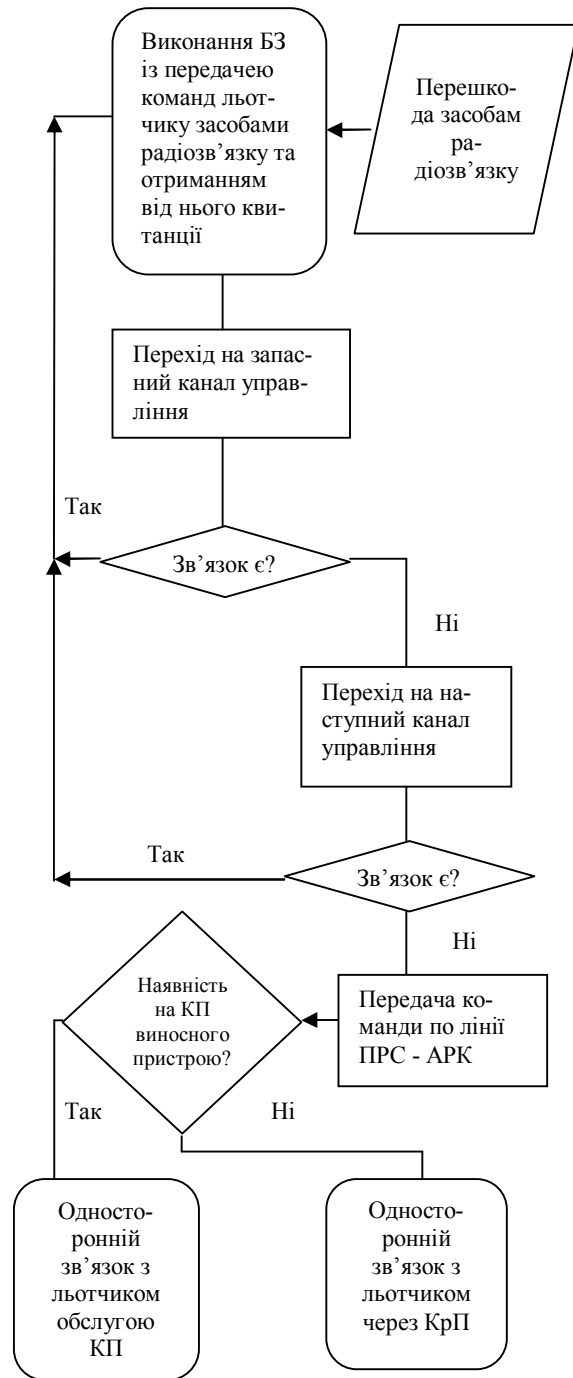 Виконання БЗ
із передачею
команд льот-
чику засобами
радіозв’язку та
отриманням
від нього кви-
танції
Перешко-
да засобам
ра-
діозв’язку
Перехід на запас-
ний канал управ-
ління
Так
Зв’язок є?
Ні
Перехід на на-
ступний канал
управління
Так
Зв’язок є?
Ні
Передача ко-
манди по лінії
ПРС - АРК
Наявність
на КП
виносного
пристрою?
Так
Ні
Односто-
ронній
зв’язок з
льотчиком
обслугою
КП
Односто-
ронній
зв’язок з
льотчиком
через КрП